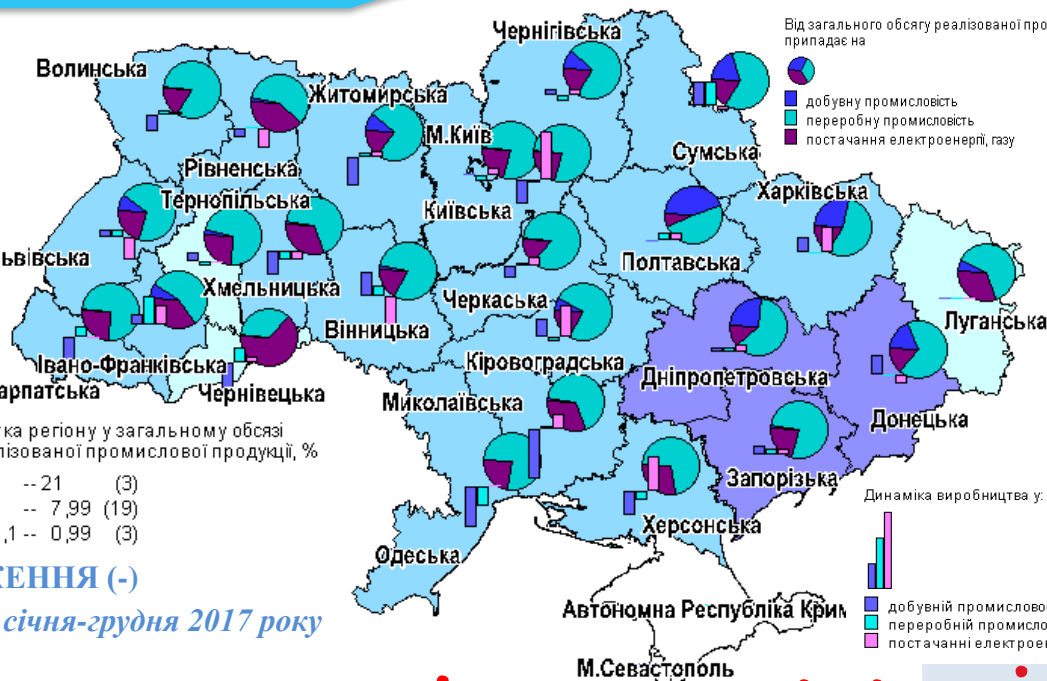 Від загального обсягу реалізованої про
припадає на
добувну промисловість
переробну промисловість
постачання електроенергії, газу
Чернігівська
Волинська
Житомирська
М.Київ
Сумська
Рівненська
Харківська
Тернопільська
Київська
ьвівська
Полтавська
Хмельницька
Черкаська
Луганська
Вінницька
Івано-Франківська
Кіровоградська
Дніпропетровська
арпатська
Чернівецька
Миколаївська
Донецька
тка регіону у загальному обсязі
лізованої промислової продукції, %
-- 21 (3)
-- 7,99 (19)
,1 -- 0,99 (3)
Запорізька
Динаміка виробництва у:
Херсонська
Одеська
КЕННЯ (-)
січня-грудня 2017 року
Автономна Республіка Крим
добувній промислово
переробній промисло
постачанні електроен
М.Севастополь